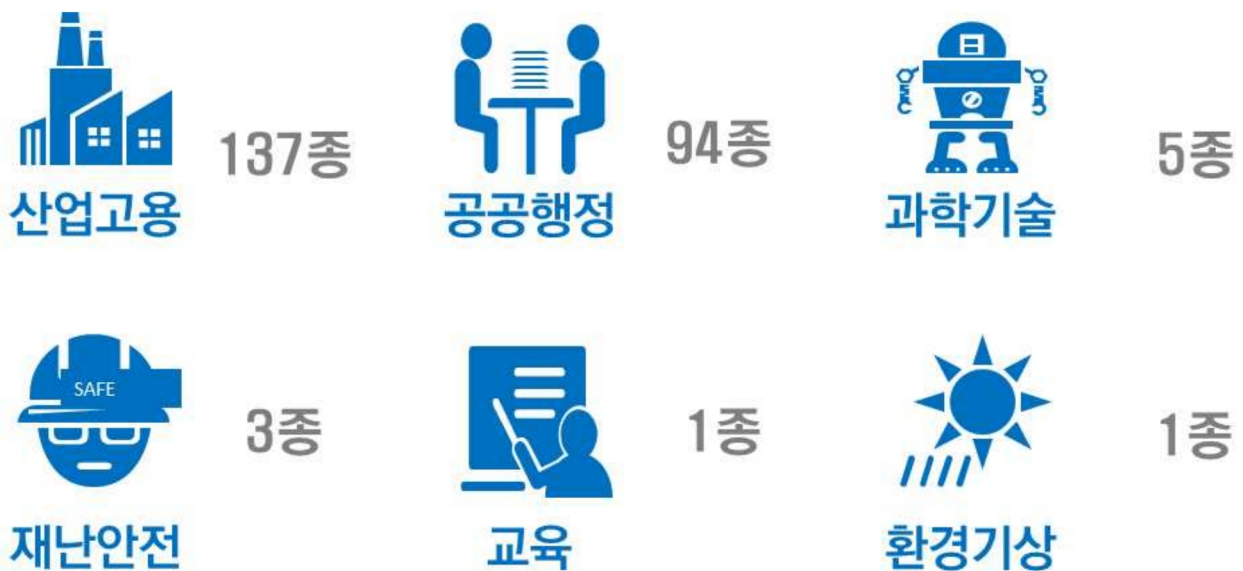 137종
94종
5종
산업고용
공공행정
과학기술
SAFE
3종
1종
1종
재난안전
교육
환경기상